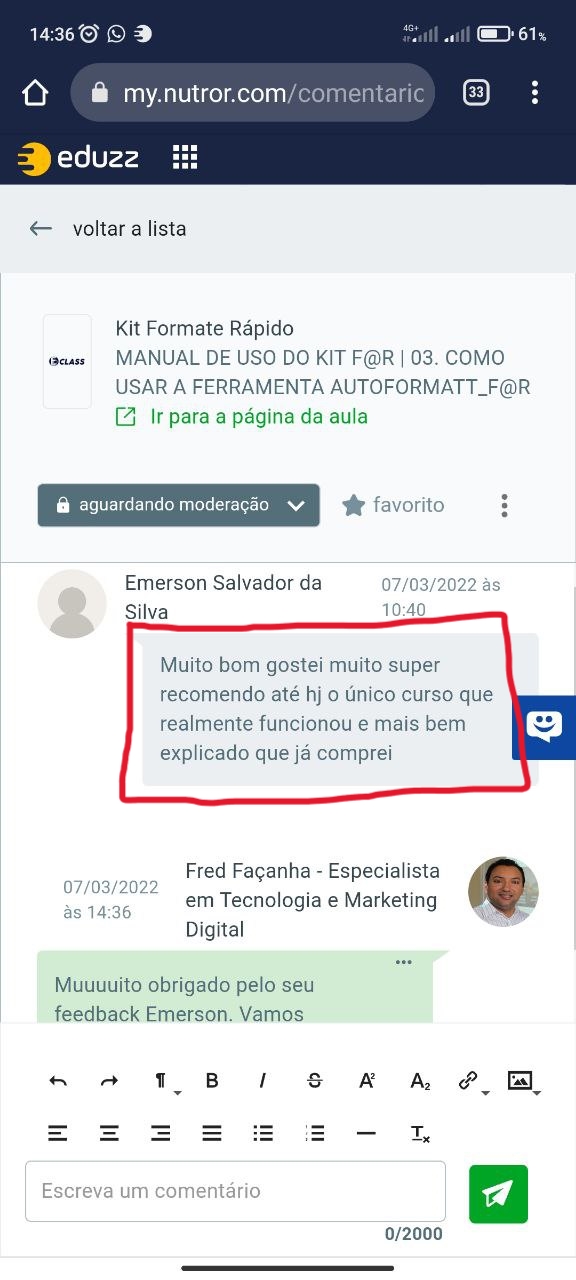 14:36
4G+
61%
my.nutror.com/comentaric
33
eduzz
voltar a lista
CLASS
Kit Formate Rápido
MANUAL DE USO DO KIT F@R | 03. COMO
USAR A FERRAMENTA AUTOFORMATT_F@R
Ir para a página da aula
aguardando moderação
favorito
Emerson Salvador da
Silva
07/03/2022 às
10:40
Muito bom gostei muito super
recomendo até hj o único curso que
realmente funcionou e mais bem
explicado que já comprei
07/03/2022
às 14:36
Fred Façanha - Especialista
em Tecnologia e Marketing
Digital
Muuuuito obrigado pelo seu
feedback Emerson. Vamos
Escreva um comentário
0/2000